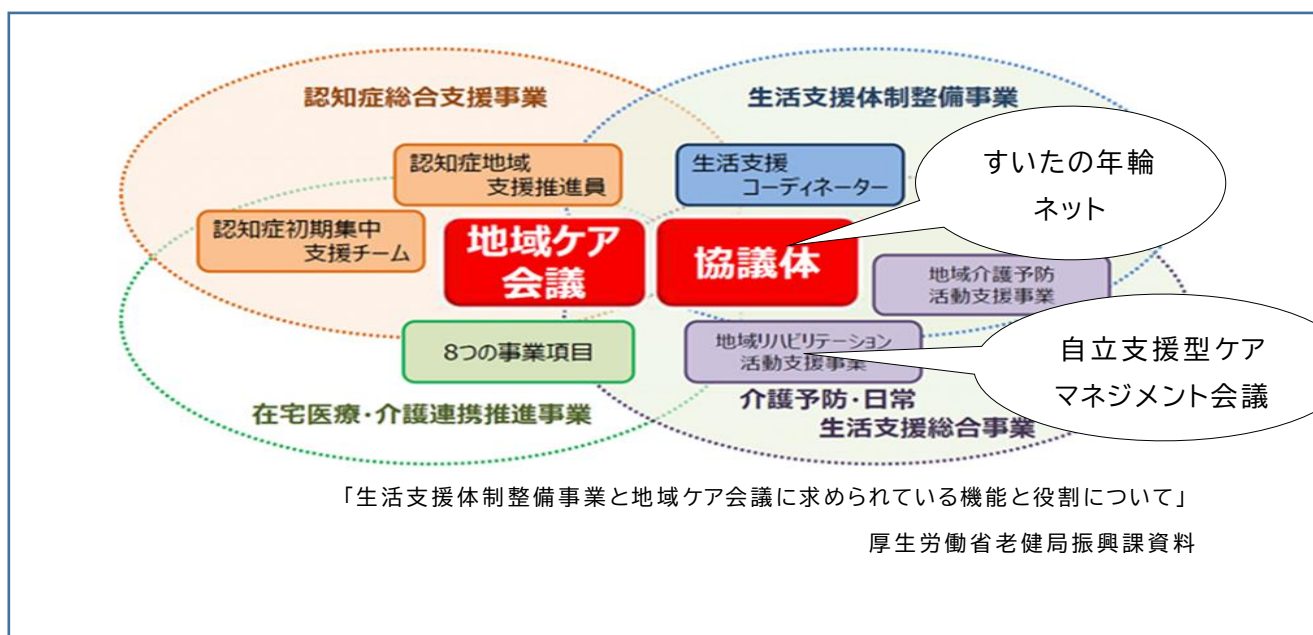 認知症総合支援事業
生活支援体制整備事業
認知症地域
支援推進員
生活支援
コーディネーター
すいたの年輪
ネット
認知症初期集中
支援チーム
地域ケア
会議
協議体
地域介護予防
活動支援事業
8つの事業項目
地域リハビリテーション
活動支援事業
自立支援型ケア
マネジメント会議
在宅医療・介護連携推進事業
介護予防・日常
生活支援総合事業
「生活支援体制整備事業と地域ケア会議に求められている機能と役割について」
厚生労働省老健局振興課資料